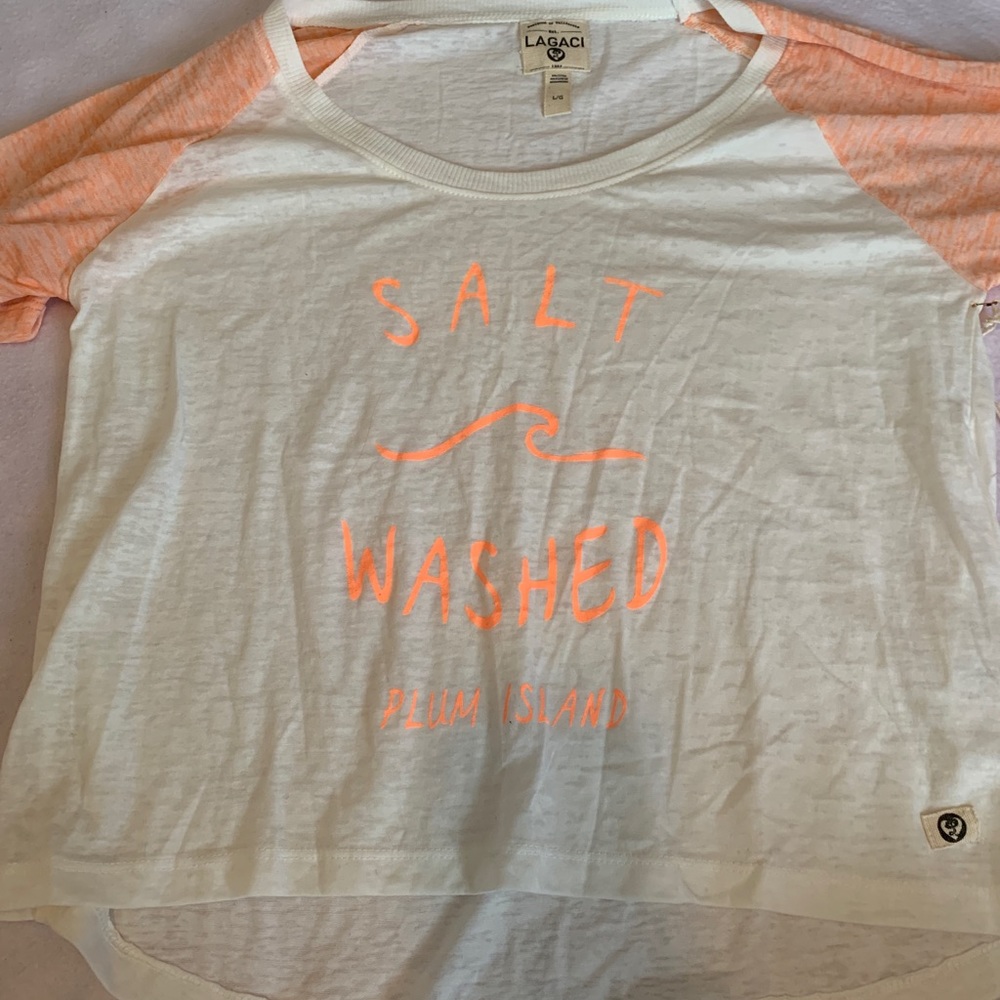 LAGACI
L/G
SALT
WASHED
PLUM ISLAND